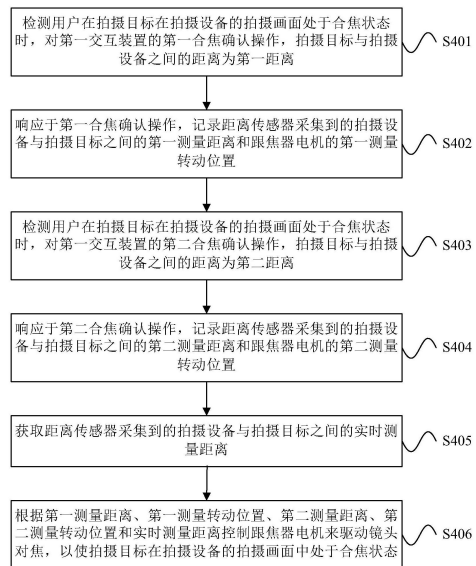 检测用户在拍摄目标在拍摄设备的拍摄画面处于合焦状态
时，对第一交互装置的第一合焦确认操作，拍摄目标与拍摄
设备之间的距离为第一距离
S401
响应于第一合焦确认操作，记录距离传感器采集到的拍摄设
备与拍摄目标之间的第一测量距离和跟焦器电机的第一测量
转动位置
S402
检测用户在拍摄目标在拍摄设备的拍摄画面处于合焦状态
时，对第一交互装置的第二合焦确认操作，拍摄目标与拍摄
设备之间的距离为第二距离
S403
响应于第二合焦确认操作，记录距离传感器采集到的拍摄设
备与拍摄目标之间的第二测量距离和跟焦器电机的第二测量
转动位置
S404
获取距离传感器采集到的拍摄设备与拍摄目标之间的实时测
量距离
S405
根据第一测量距离、第一测量转动位置、第二测量距离、第
二测量转动位置和实时测量距离控制跟焦器电机来驱动镜头
对焦，以使拍摄目标在拍摄设备的拍摄画面中处于合焦状态
S406